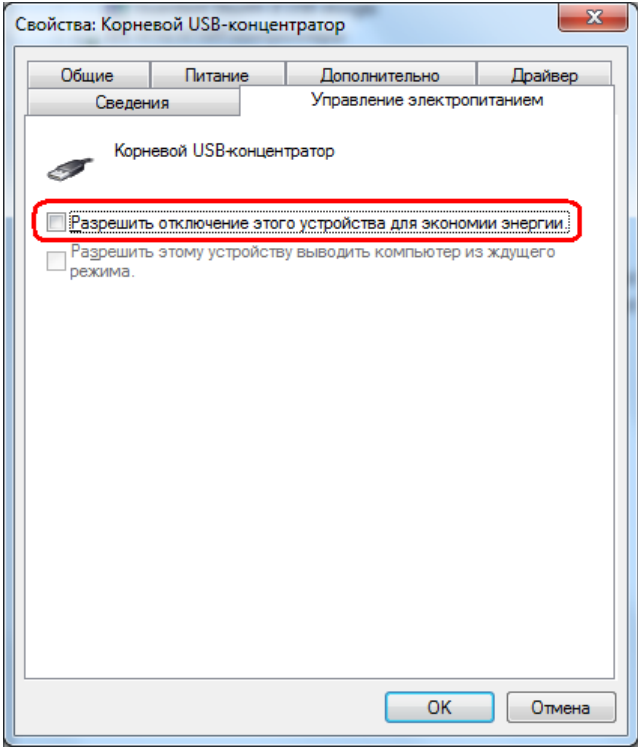 Свойства: Корневой USB-концентратор
Общие
Питание
Дополнительно
Драйвер
Сведения
Управление электропитанием
Корневой USB-концентратор
Разрешить отключение этого устройства для экономии энергии.
Разрешить этому устройству выводить компьютер из ждущего
режима.
OK
Отмена